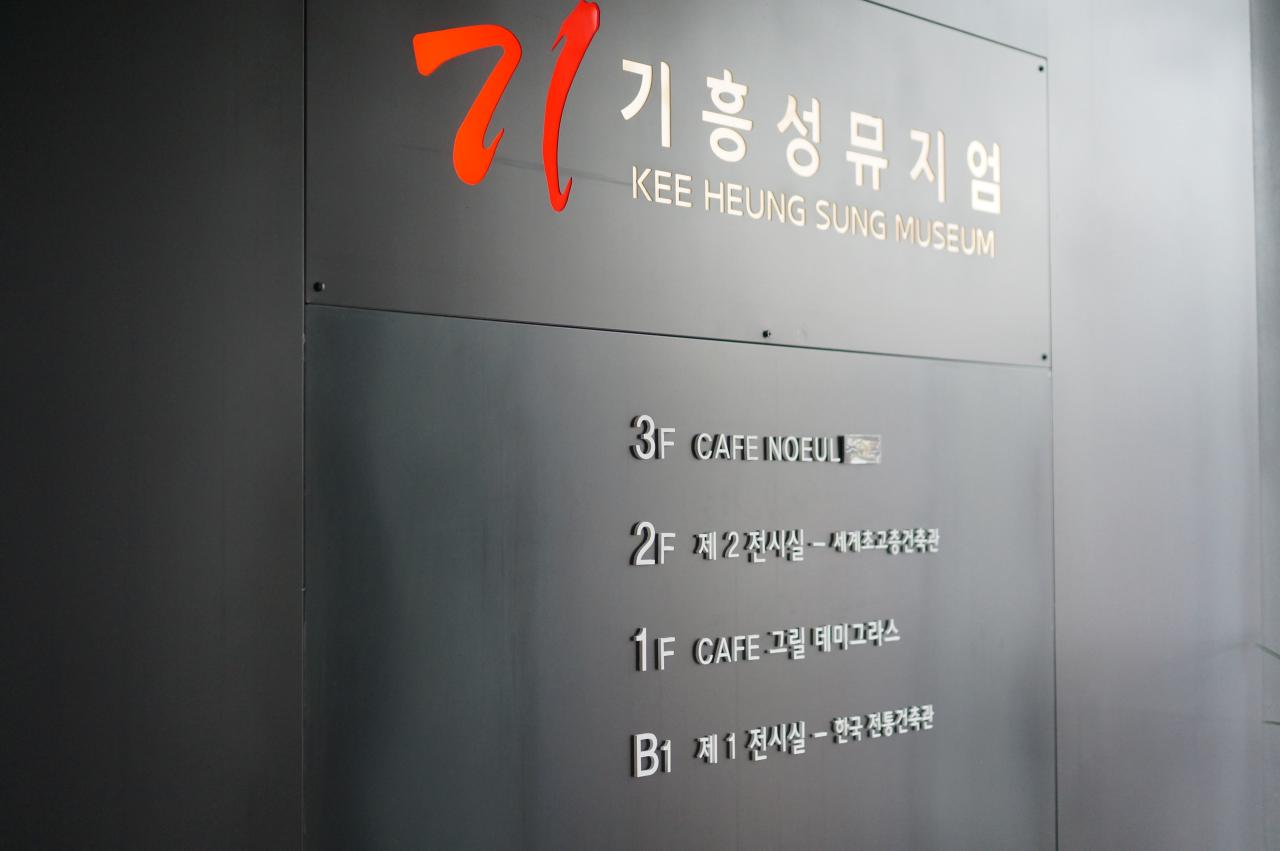 기
기흥성뮤지엄
KEE HEUNG SUNG MUSEUM
3F CAFE NOEUL
2F 제 2 전시실 – 세계초고층건축관
1F CAFE 그릴 데미그라스
B1 제 1 전시실 – 한국 전통건축관